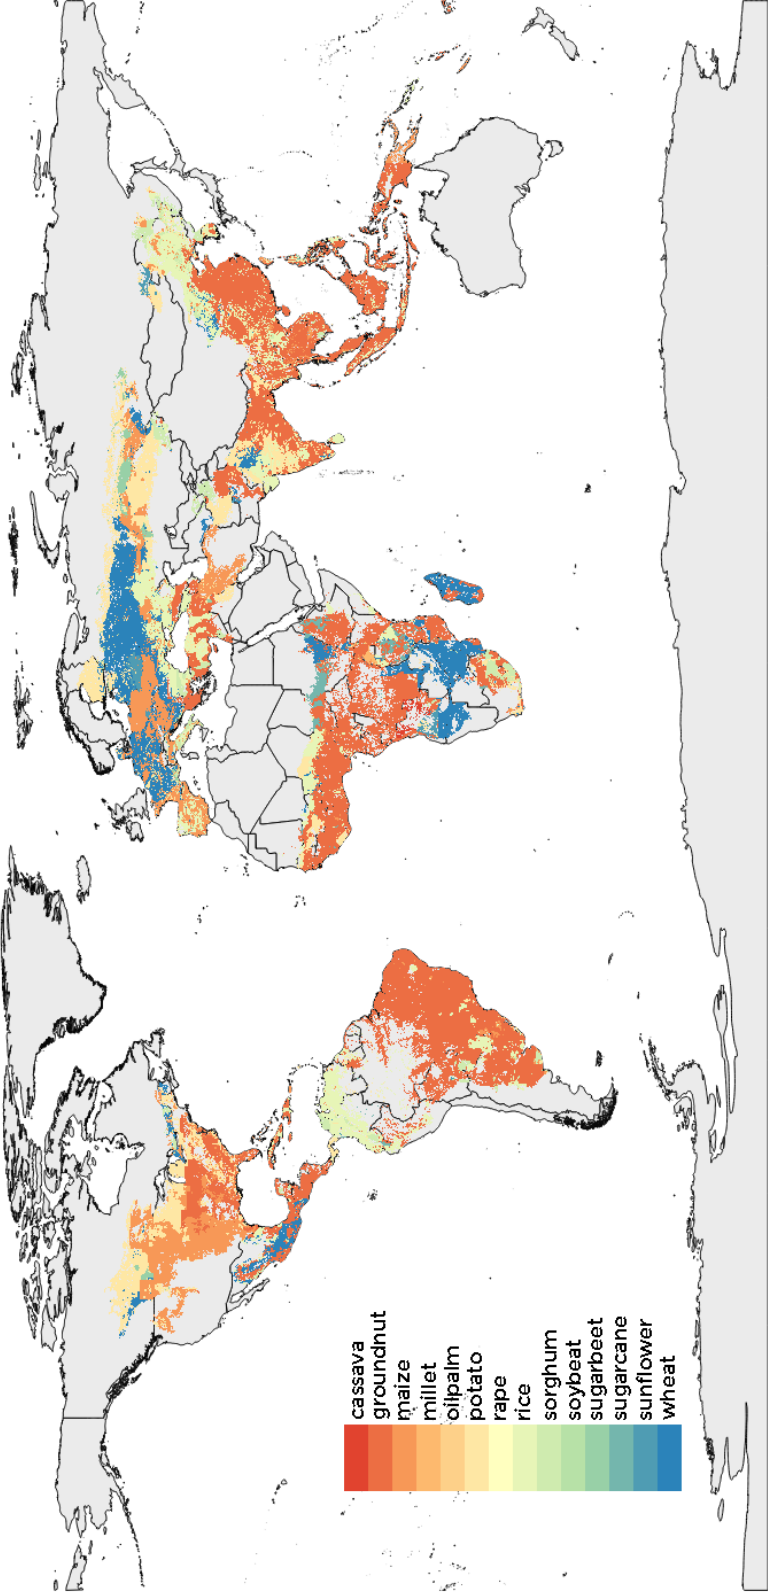 cassava
groundnut
maize
millet
oilpalm
potato
rape
rice
sorghum
soybeat
sugarbeet
sugarcane
sunflower
wheat